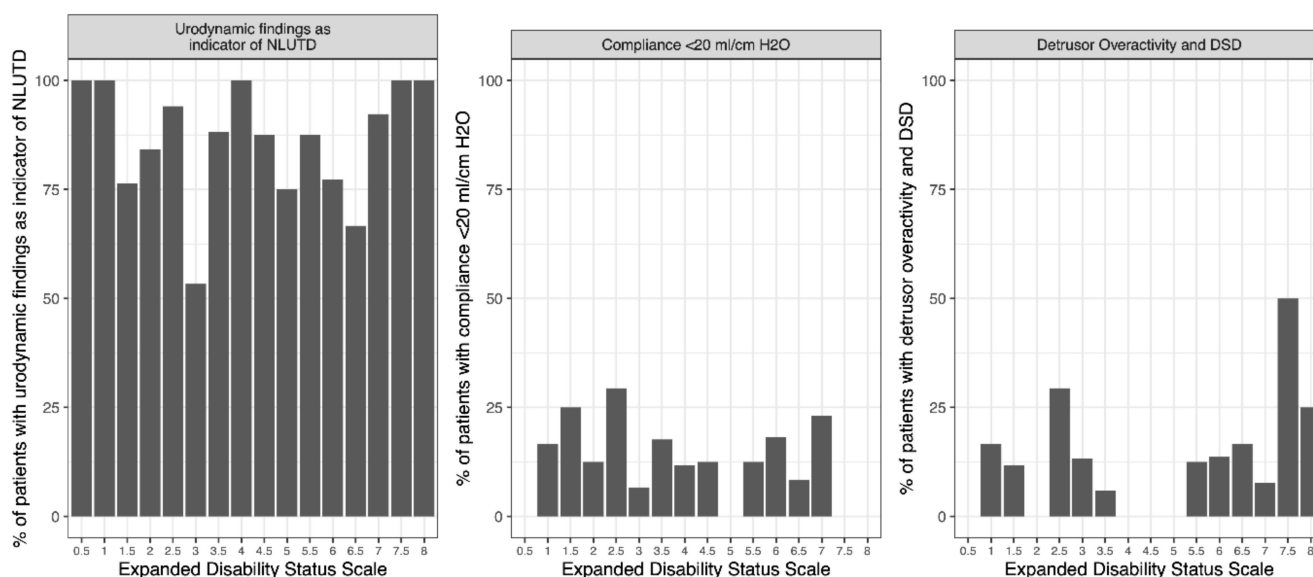 Urodynamic findings as
indicator of NLUTD
% of patients with urodynamic findings as indicator of NLUTD
100
75
50
25
0
0.5 1 1.5 2 2.5 3 3.5 4 4.5 5 5.5 6 6.5 7 7.5 8
Expanded Disability Status Scale
Compliance <20 ml/cm H2O
% of patients with compliance <20 ml/cm H2O
100
75
50
25
0
0.5 1 1.5 2 2.5 3 3.5 4 4.5 5 5.5 6 6.5 7 7.5 8
Expanded Disability Status Scale
Detrusor Overactivity and DSD
% of patients with detrusor overactivity and DSD
100
75
50
25
0
0.5 1 1.5 2 2.5 3 3.5 4 4.5 5 5.5 6 6.5 7 7.5 8
Expanded Disability Status Scale